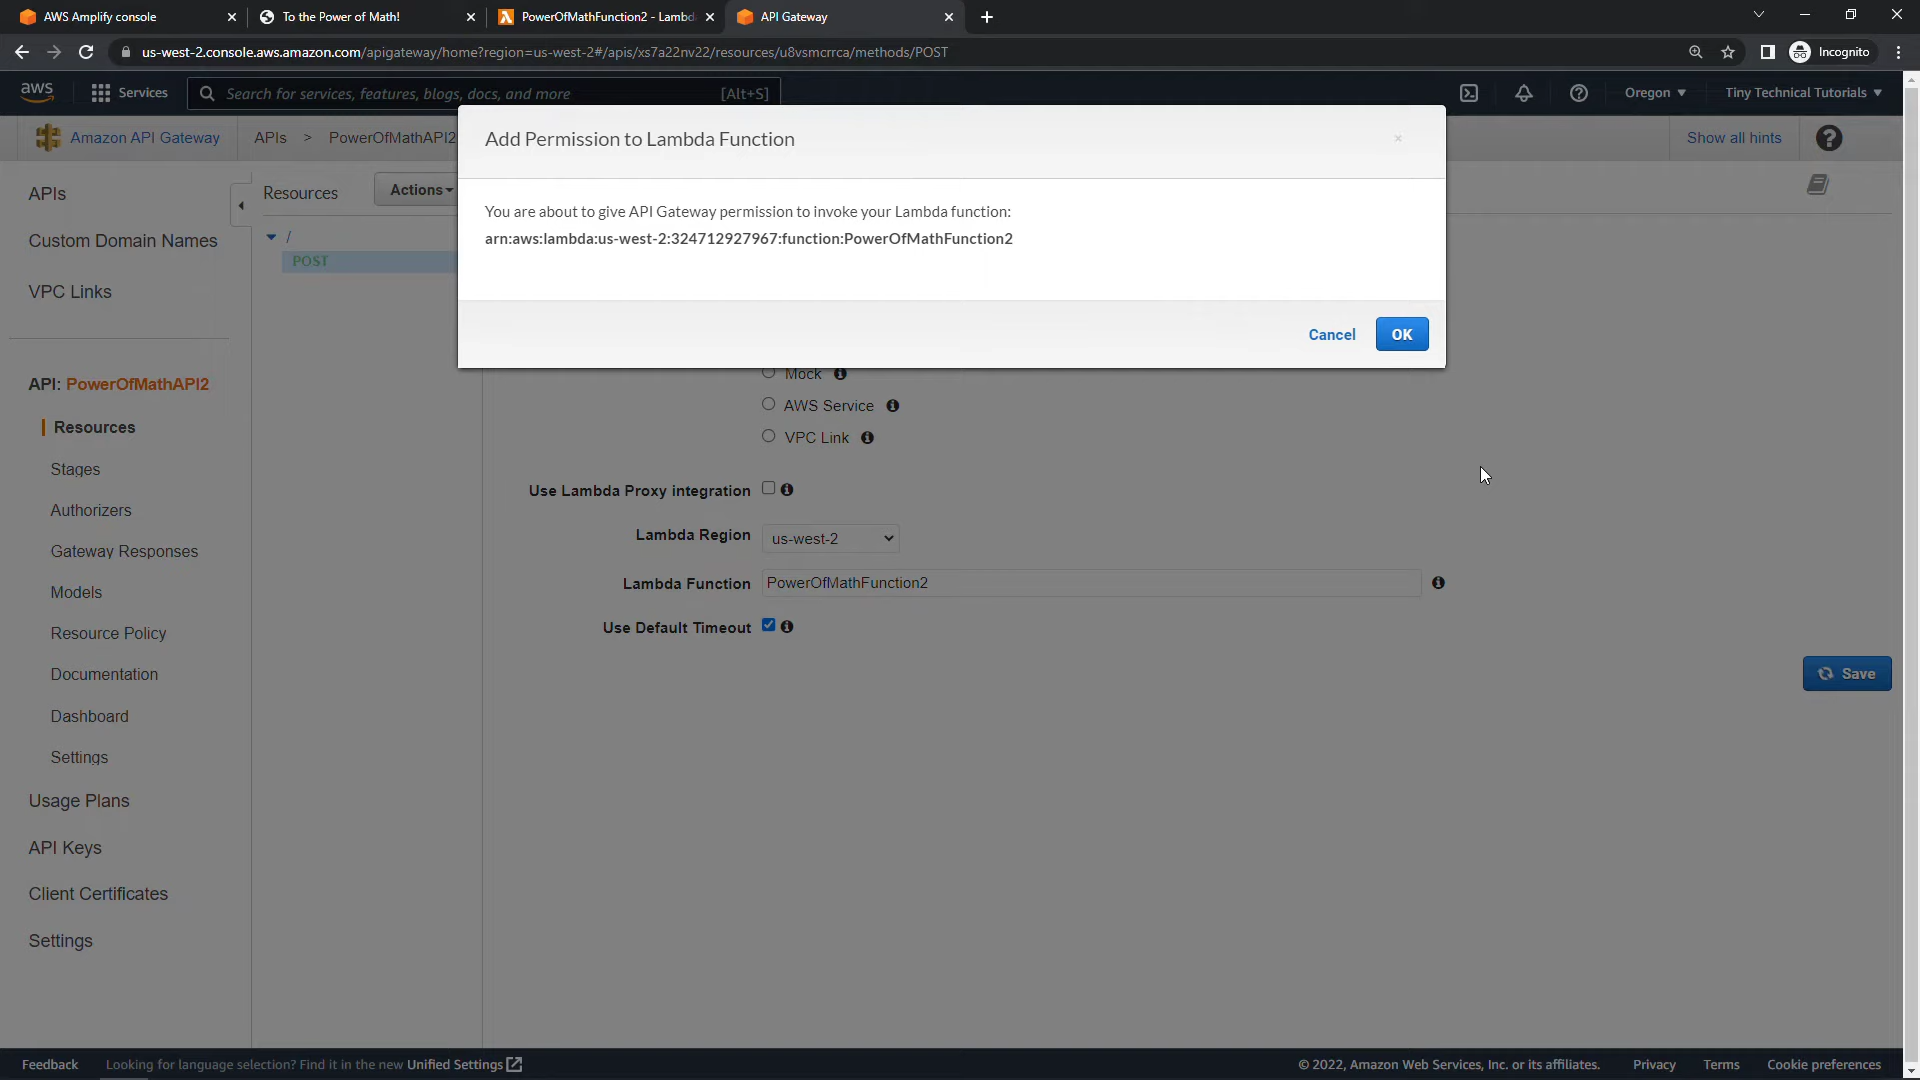 AWS Amplify console
To the Power of Math!
PowerOfMathFunction2 - Lambd
API Gateway
us-west-2.console.aws.amazon.com/apigateway/home?region=us-west-2#/apis/xs7a22nv22/resources/u8vsmcrrca/methods/POST
Incognito
aws
Services
Search for services, features, blogs, docs, and more
[Alt+S]
Oregon
Tiny Technical Tutorials
Amazon API Gateway
APIs > PowerOfMathAPI2
Show all hints
Add Permission to Lambda Function
You are about to give API Gateway permission to invoke your Lambda function:
arn:aws:lambda:us-west-2:324712927967:function:PowerOfMathFunction2
Cancel
OK
APIs
Custom Domain Names
VPC Links
API: PowerOfMathAPI2
Resources
Stages
Authorizers
Gateway Responses
Models
Resource Policy
Documentation
Dashboard
Settings
Usage Plans
API Keys
Client Certificates
Settings
Resources
Actions
/
POST
Mock
AWS Service
VPC Link
Use Lambda Proxy integration
Lambda Region
us-west-2
Lambda Function
PowerOfMathFunction2
Use Default Timeout
Save
Feedback
Looking for language selection? Find it in the new Unified Settings
© 2022, Amazon Web Services, Inc. or its affiliates.
Privacy
Terms
Cookie preferences